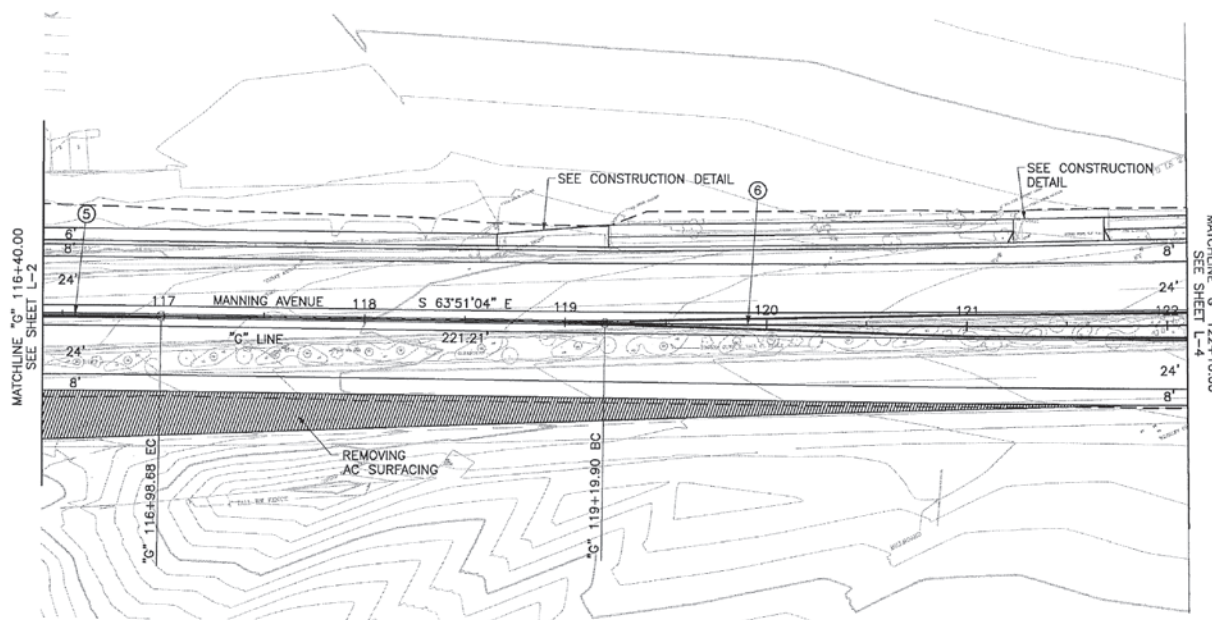 SEE CONSTRUCTION DETAIL
SEE CONSTRUCTION
DETAIL
5
6
6'
8'
24'
8'
24'
MATCHLINE "G" 116+40.00
SEE SHEET L-2
117
MANNING AVENUE
118
S 63°51'04" E
119
120
121
122
"G" LINE
221.21'
24'
8'
24'
8'
SEE SHEET L-4
REMOVING
AC SURFACING
"G" 116+98.68 EC
"G" 119+19.90 BC